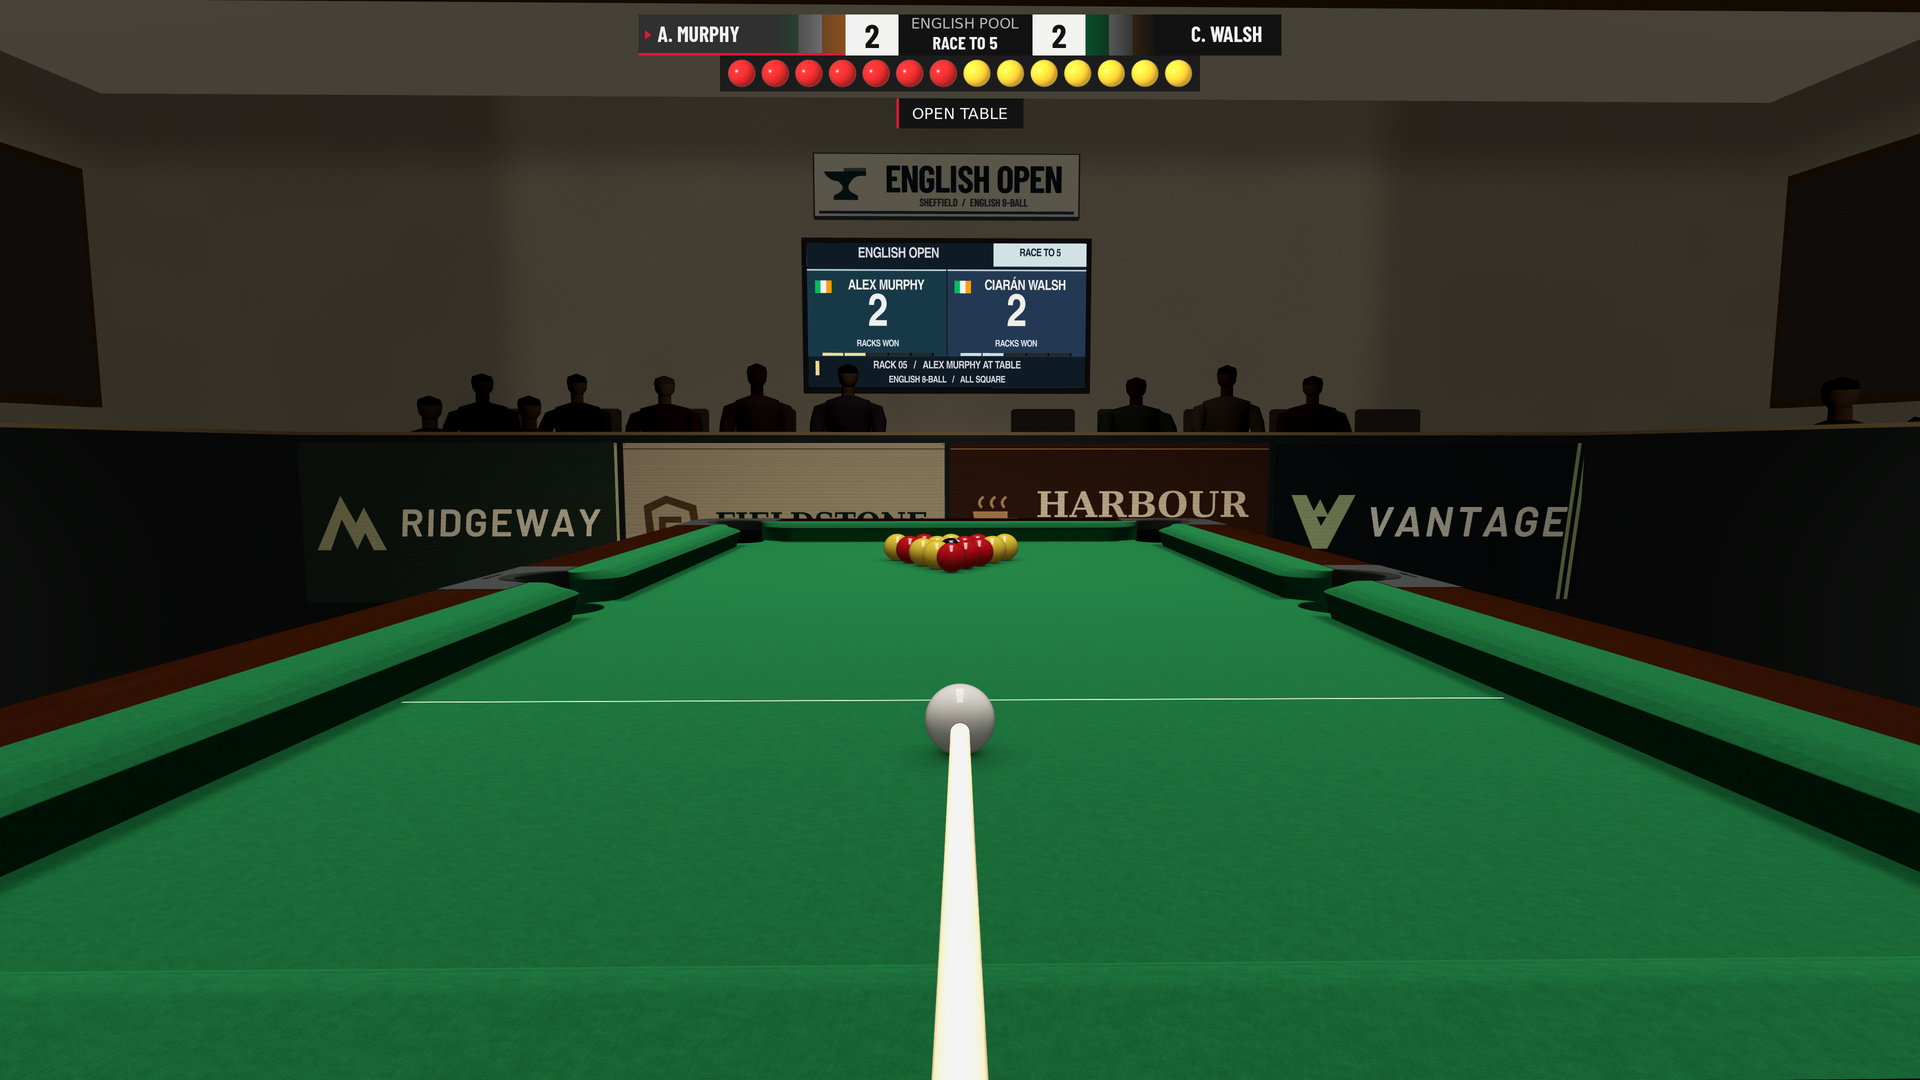 A. MURPHY
2
ENGLISH POOL
RACE TO 5
2
C. WALSH
OPEN TABLE
ENGLISH OPEN
SHEFFIELD / ENGLISH 8-BALL
ENGLISH OPEN
RACE TO 5
ALEX MURPHY
2
RACKS WON
CIARÁN WALSH
2
RACKS WON
RACK 05 / ALEX MURPHY AT TABLE
ENGLISH 8-BALL / ALL SQUARE
RIDGEWAY
FIELDSTONE
HARBOUR
VANTAGE